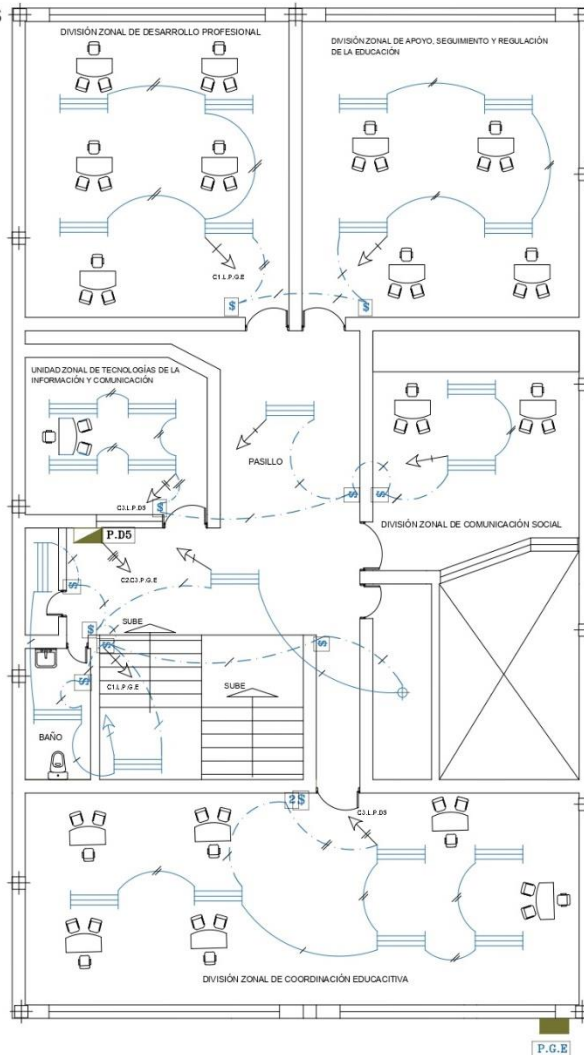 S
DIVISIÓN ZONAL DE DESARROLLO PROFESIONAL
DIVISIÓN ZONAL DE APOYO, SEGUIMIENTO Y REGULACIÓN
DE LA EDUCACIÓN
C1.L.P.G.E
$
$
UNIDAD ZONAL DE TECNOLOGÍAS DE LA
INFORMACIÓN Y COMUNICACIÓN
PASILLO
C3.L.P.D5
$
$
$
DIVISIÓN ZONAL DE COMUNICACIÓN SOCIAL
P.D5
C2.C3.P.G.E
$
SUBE
$
$
$
$
C1.L.P.G.E
SUBE
BAÑO
2$
C3.L.P.D5
DIVISIÓN ZONAL DE COORDINACIÓN EDUCACITIVA
P.G.E